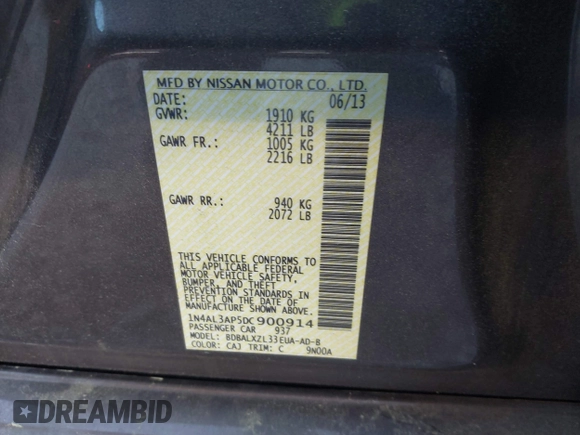 MFD BY NISSAN MOTOR CO., LTD.
DATE: 06/13
GVWR: 1910 KG
4211 LB
GAWR FR.: 1005 KG
2216 LB
GAWR RR.: 940 KG
2072 LB
THIS VEHICLE CONFORMS TO
ALL APPLICABLE FEDERAL
MOTOR VEHICLE SAFETY,
BUMPER, AND THEFT
PREVENTION STANDARDS
IN EFFECT ON THE DATE OF
MANUFACTURE SHOWN ABOVE.
1N4AL3AP5DC900914
PASSENGER CAR 937
MODEL: BDBALXZL33EUA-AD-B
COLOR: CAJ TRIM: C 9N00A
DREAMBID